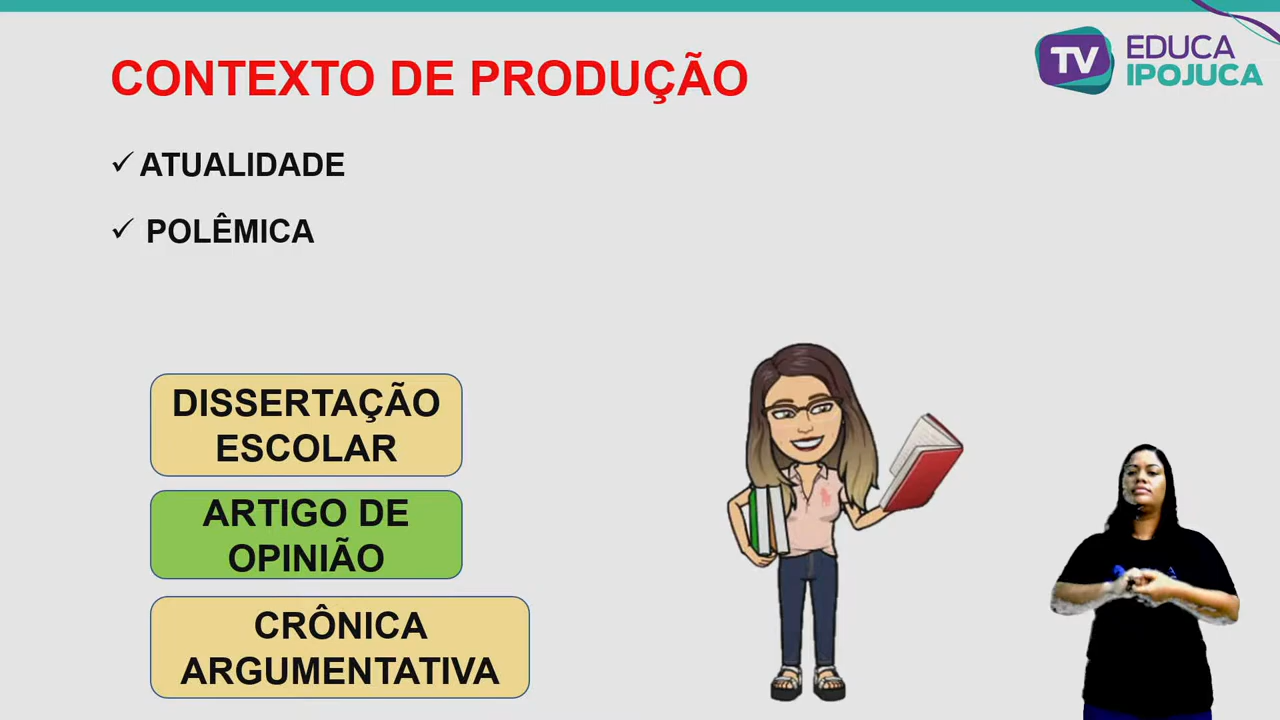 CONTEXTO DE PRODUÇÃO
TV EDUCA
IPOJUCA
✓ ATUALIDADE
✓ POLÊMICA
DISSERTAÇÃO
ESCOLAR
ARTIGO DE
OPINIÃO
CRÔNICA
ARGUMENTATIVA